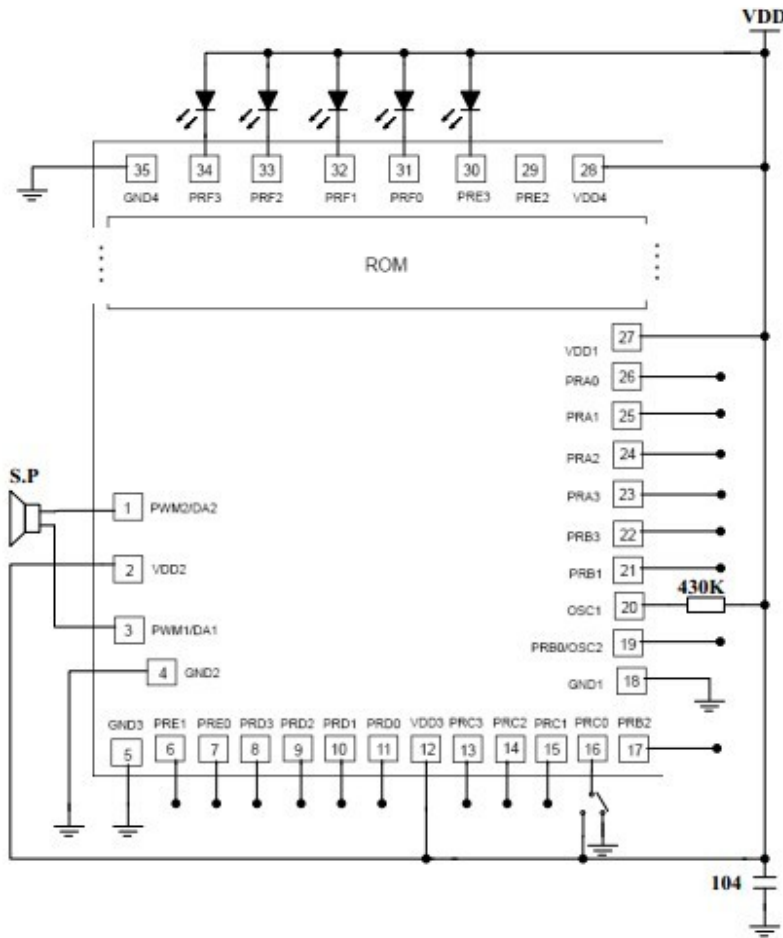 VDD
35 34 33 32 31 30 29 28
GND4 PRF3 PRF2 PRF1 PRF0 PRE3 PRE2 VDD4
ROM
VDD1 27
PRA0 26
PRA1 25
PRA2 24
PRA3 23
S.P
1 PWM2/DA2
PRB3 22
2 VDD2
PRB1 21
430K
OSC1 20
3 PWM1/DA1
PRB0/OSC2 19
4 GND2
GND1 18
GND3 PRE1 PRE0 PRD3 PRD2 PRD1 PRD0 VDD3 PRC3 PRC2 PRC1 PRC0 PRB2
5 6 7 8 9 10 11 12 13 14 15 16 17
104